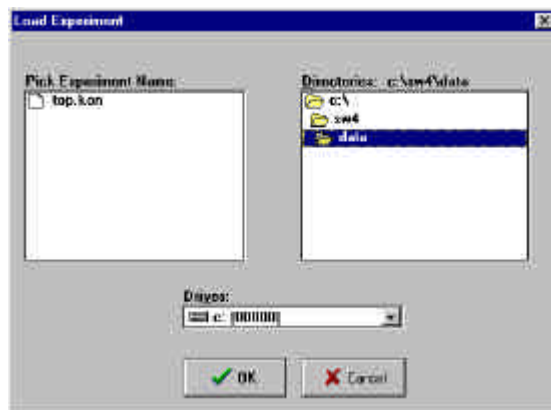 Load Experiment
Pick Experiment Name:
top.kon
Directories: c:\sw4\data
c:\
sw4
data
Drives:
c:
OK
Cancel